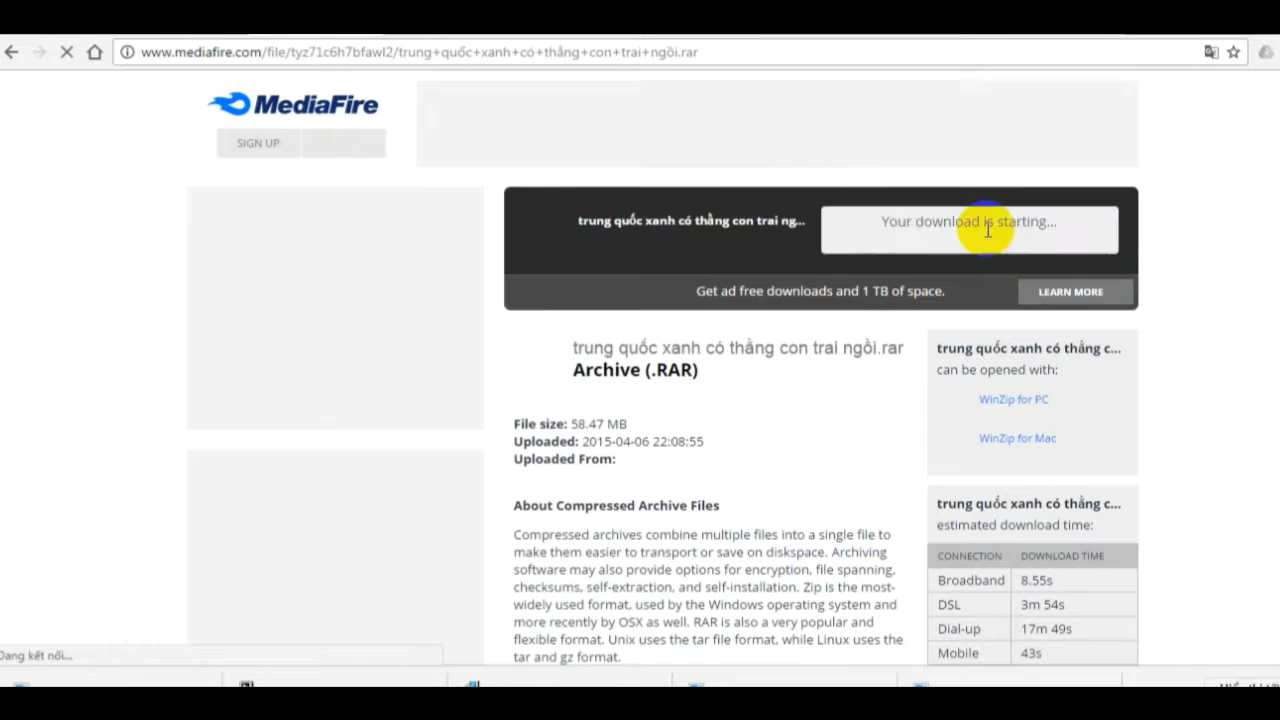 www.mediafire.com/file/tyz71c6h7bfawl2/trung+quốc+xanh+có+thằng+con+trai+ngồi.rar
MediaFire
SIGN UP
trung quốc xanh có thằng con trai ng...
Your download is starting...
Get ad free downloads and 1 TB of space.
LEARN MORE
trung quốc xanh có thằng con trai ngồi.rar
Archive (.RAR)
File size: 58.47 MB
Uploaded: 2015-04-06 22:08:55
Uploaded From:
About Compressed Archive Files
Compressed archives combine multiple files into a single file to
make them easier to transport or save on diskspace. Archiving
software may also provide options for encryption, file spanning,
checksums, self-extraction, and self-installation. Zip is the most-
widely used format, used by the Windows operating system and
more recently by OSX as well. RAR is also a very popular and
flexible format. Unix uses the tar file format, while Linux uses the
tar and gz format.
trung quốc xanh có thằng c...
can be opened with:
WinZip for PC
WinZip for Mac
trung quốc xanh có thằng c...
estimated download time:
CONNECTION DOWNLOAD TIME
Broadband 8.55s
DSL 3m 54s
Dial-up 17m 49s
Mobile 43s
Đang kết nối...